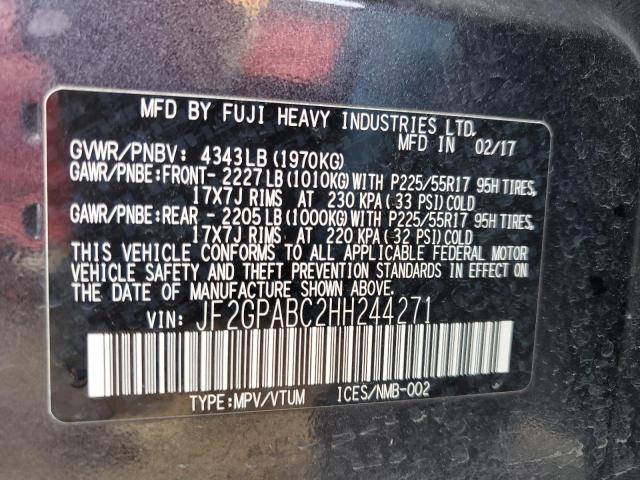 MFD BY FUJI HEAVY INDUSTRIES LTD.
MFD IN 02/17
GVWR/PNBV: 4343LB(1970KG)
GAWR/PNBE:FRONT- 2227LB(1010KG)WITH P225/55R17 95H TIRES,
17X7J RIMS AT 230 KPA(33 PSI)COLD
GAWR/PNBE:REAR - 2205LB(1000KG)WITH P225/55R17 95H TIRES,
17X7J RIMS AT 220 KPA(32 PSI)COLD
THIS VEHICLE CONFORMS TO ALL APPLICABLE FEDERAL MOTOR
VEHICLE SAFETY AND THEFT PREVENTION STANDARDS IN EFFECT ON
THE DATE OF MANUFACTURE SHOWN ABOVE.
VIN: JF2GPABC2HH244271
TYPE:MPV/VTUM ICES/NMB-002